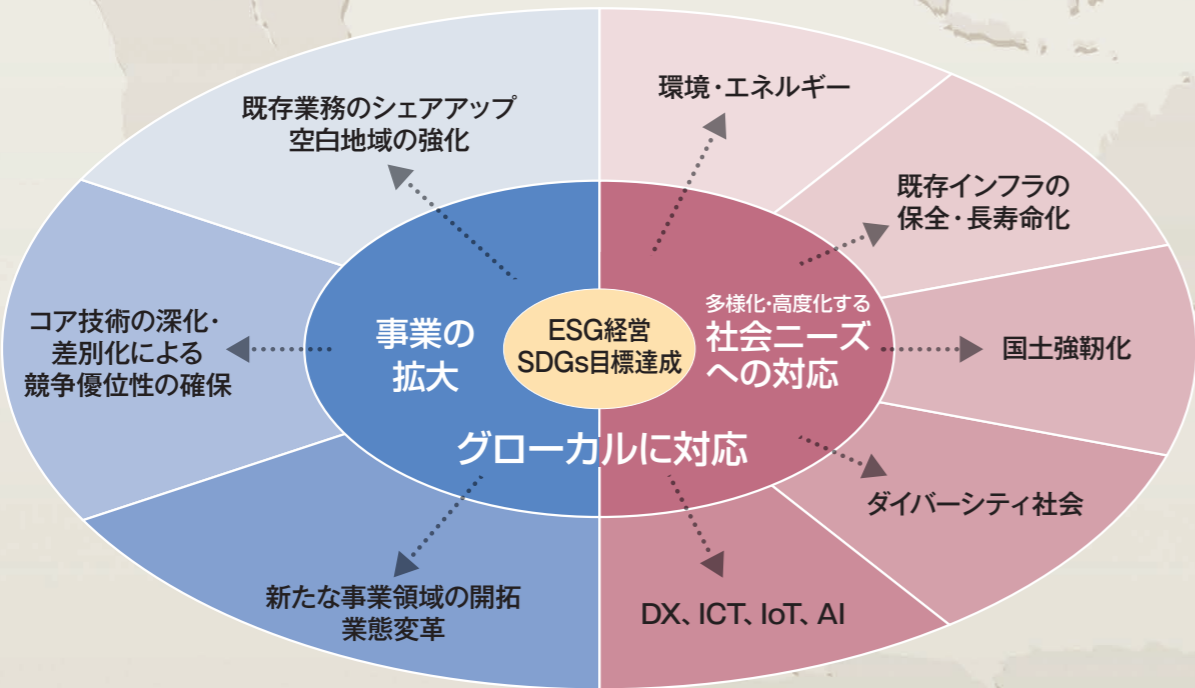 既存業務のシェアアップ
空白地域の強化
環境・エネルギー
既存インフラの
保全・長寿命化
コア技術の深化・
差別化による
競争優位性の確保
事業の
拡大
ESG経営
SDGs目標達成
多様化・高度化する
社会ニーズ
への対応
国土強靭化
グローカルに対応
ダイバーシティ社会
新たな事業領域の開拓
業態変革
DX、ICT、IoT、AI